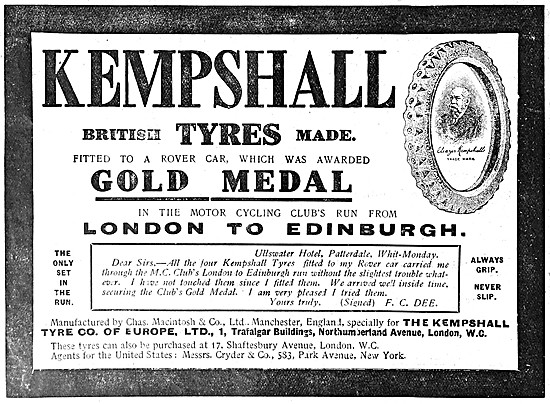 KEMPSHALL
BRITISH TYRES MADE.
FITTED TO A ROVER CAR, WHICH WAS AWARDED
GOLD MEDAL
IN THE MOTOR CYCLING CLUB'S RUN FROM
LONDON TO EDINBURGH.
Eleazer Kempshall
TRADE MARK.
THE
ONLY
SET
IN
THE
RUN.
Ullswater Hotel, Patterdale. Whit-Monday.
Dear Sirs.—All the four Kempshall Tyres fitted to my Rover car carried me
through the M.C. Club's London to Edinburgh run without the slightest trouble what-
ever. I have not touched them since I fitted them. We arrived well inside time,
securing the Club's Gold Medal. I am very pleased I tried them.
Yours truly. (Signed) F. C. DEE.
ALWAYS
GRIP.
NEVER
SLIP.
Manufactured by Chas. Macintosh & Co., Ltd., Manchester, England, specially for THE KEMPSHALL
TYRE CO. OF EUROPE, LTD., 1, Trafalgar Buildings, Northumberland Avenue, London, W.C.
These tyres can also be purchased at 17, Shaftesbury Avenue, London, W.C.
Agents for the United States: Messrs. Cryder & Co., 583, Park Avenue, New York.